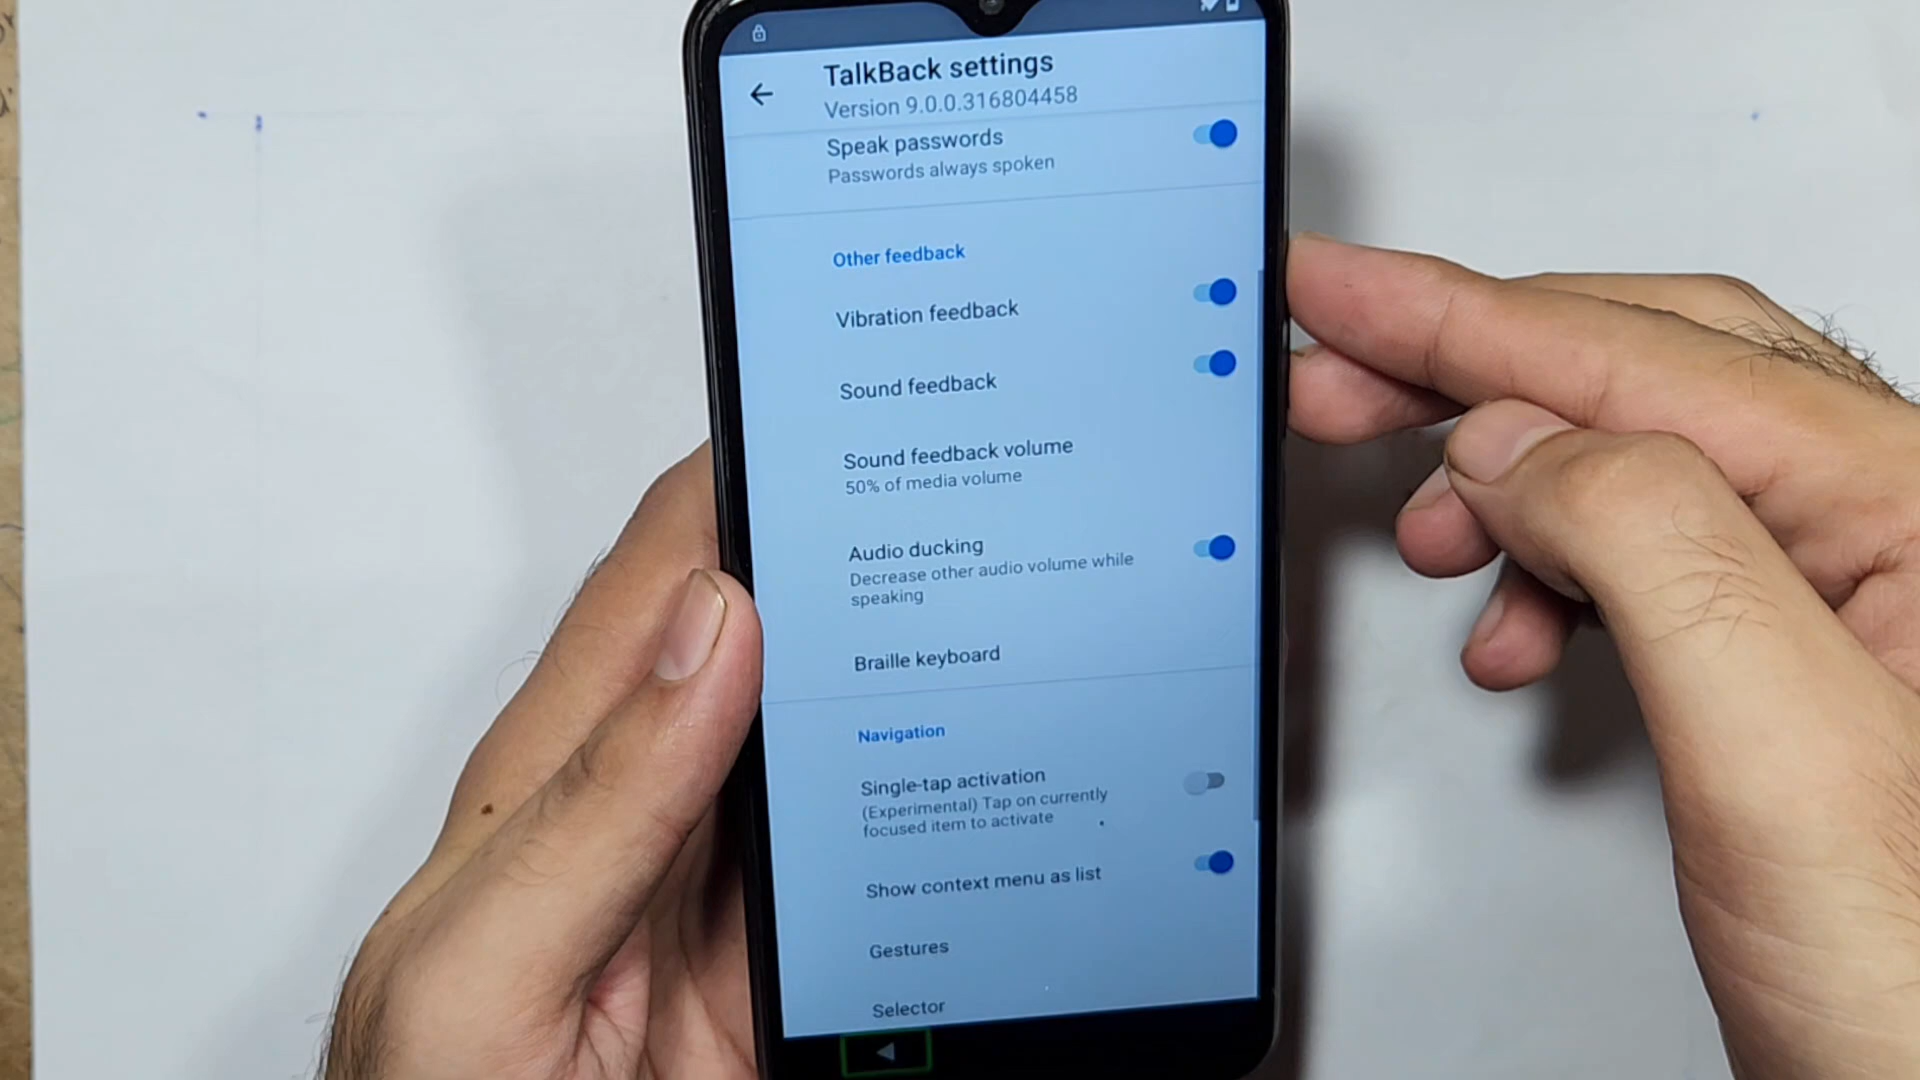 TalkBack settings
Version 9.0.0.316804458
Speak passwords
Passwords always spoken
Other feedback
Vibration feedback
Sound feedback
Sound feedback volume
50% of media volume
Audio ducking
Decrease other audio volume while
speaking
Braille keyboard
Navigation
Single-tap activation
(Experimental) Tap on currently
focused item to activate
Show context menu as list
Gestures
Selector